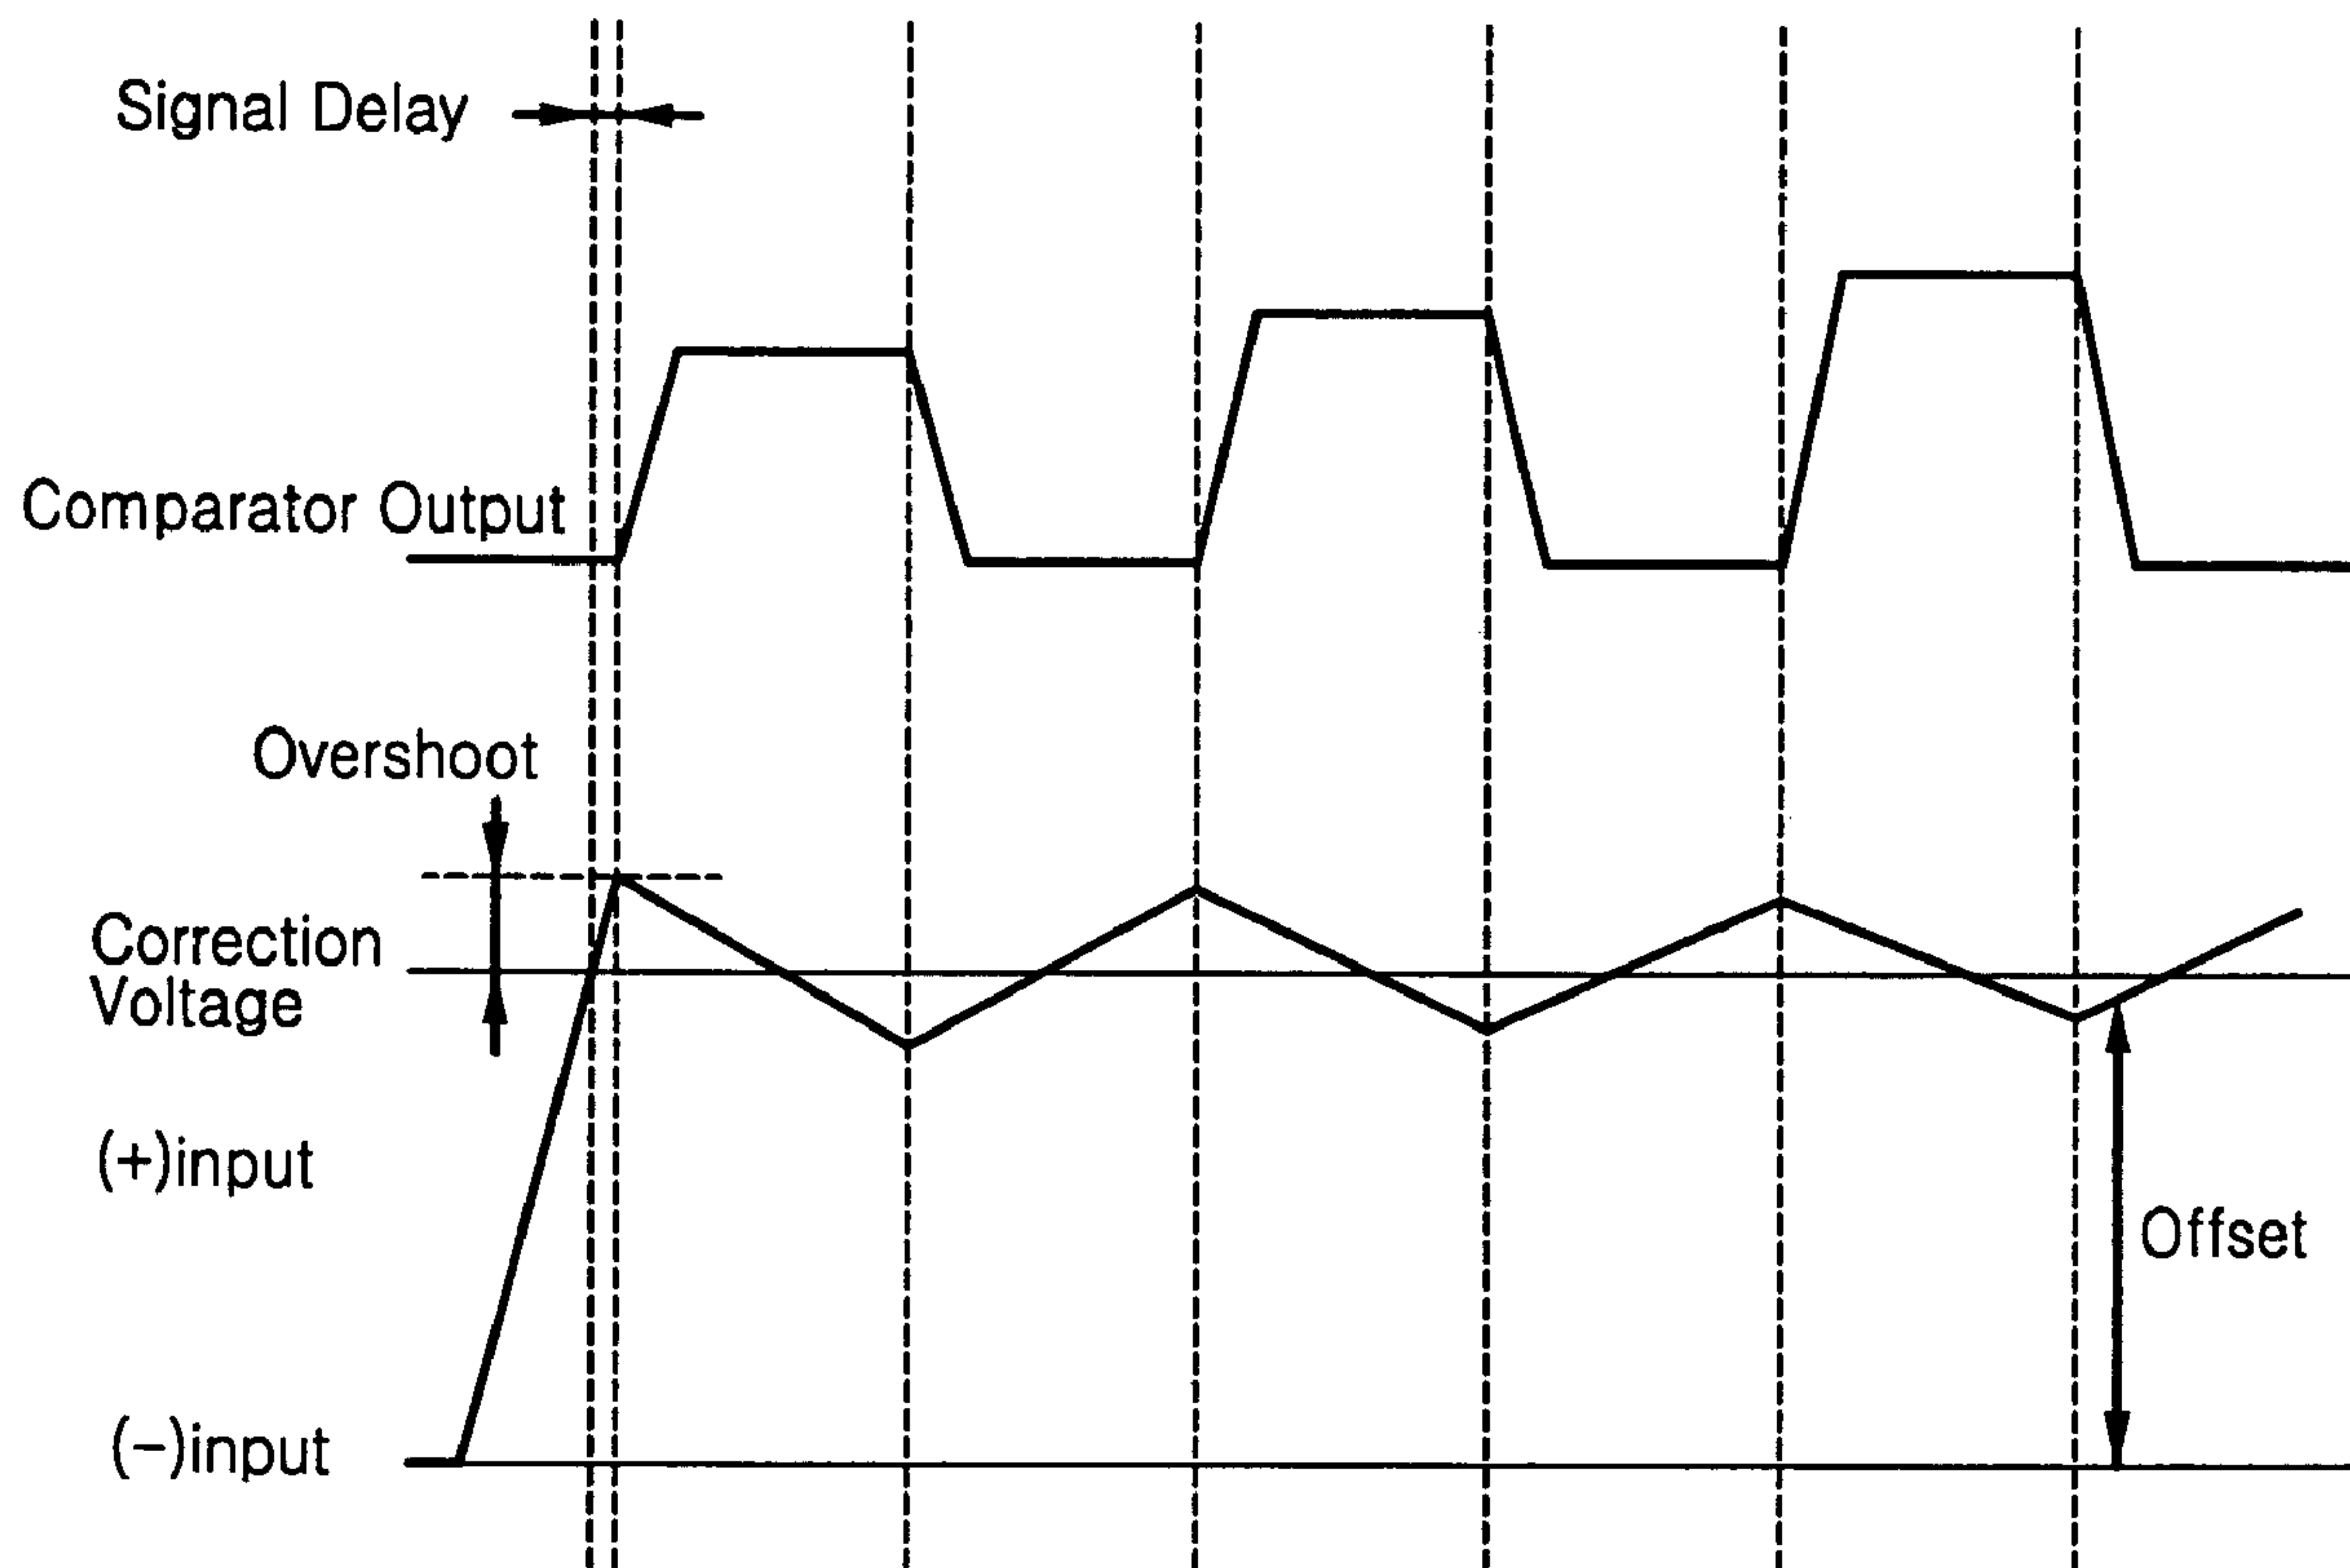 Signal Delay
Comparator Output
Overshoot
Correction
Voltage
(+)input
Offset
(−)input